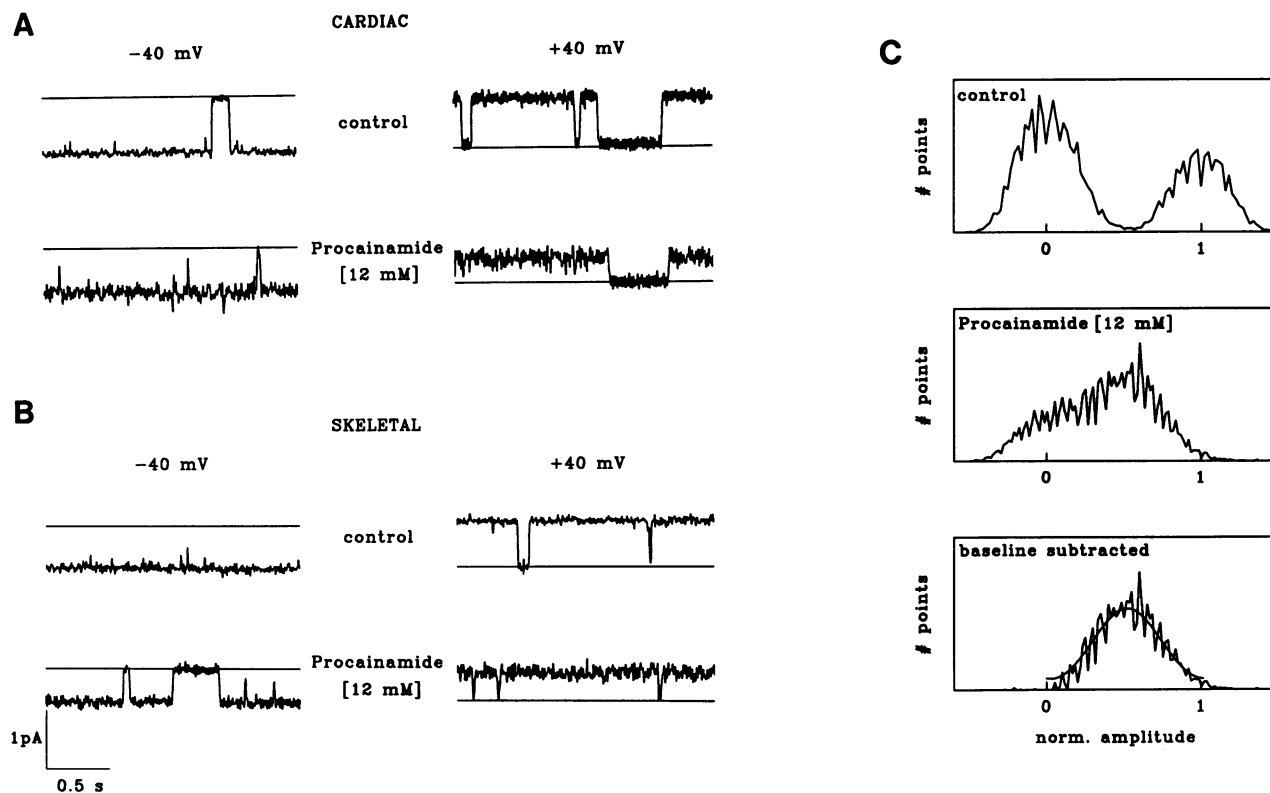 A
CARDIAC
−40 mV
+40 mV
control
Procainamide
[12 mM]
B
SKELETAL
−40 mV
+40 mV
control
Procainamide
[12 mM]
1pA
0.5 s
C
control
# points
0 1
Procainamide [12 mM]
# points
0 1
baseline subtracted
# points
0 1
norm. amplitude